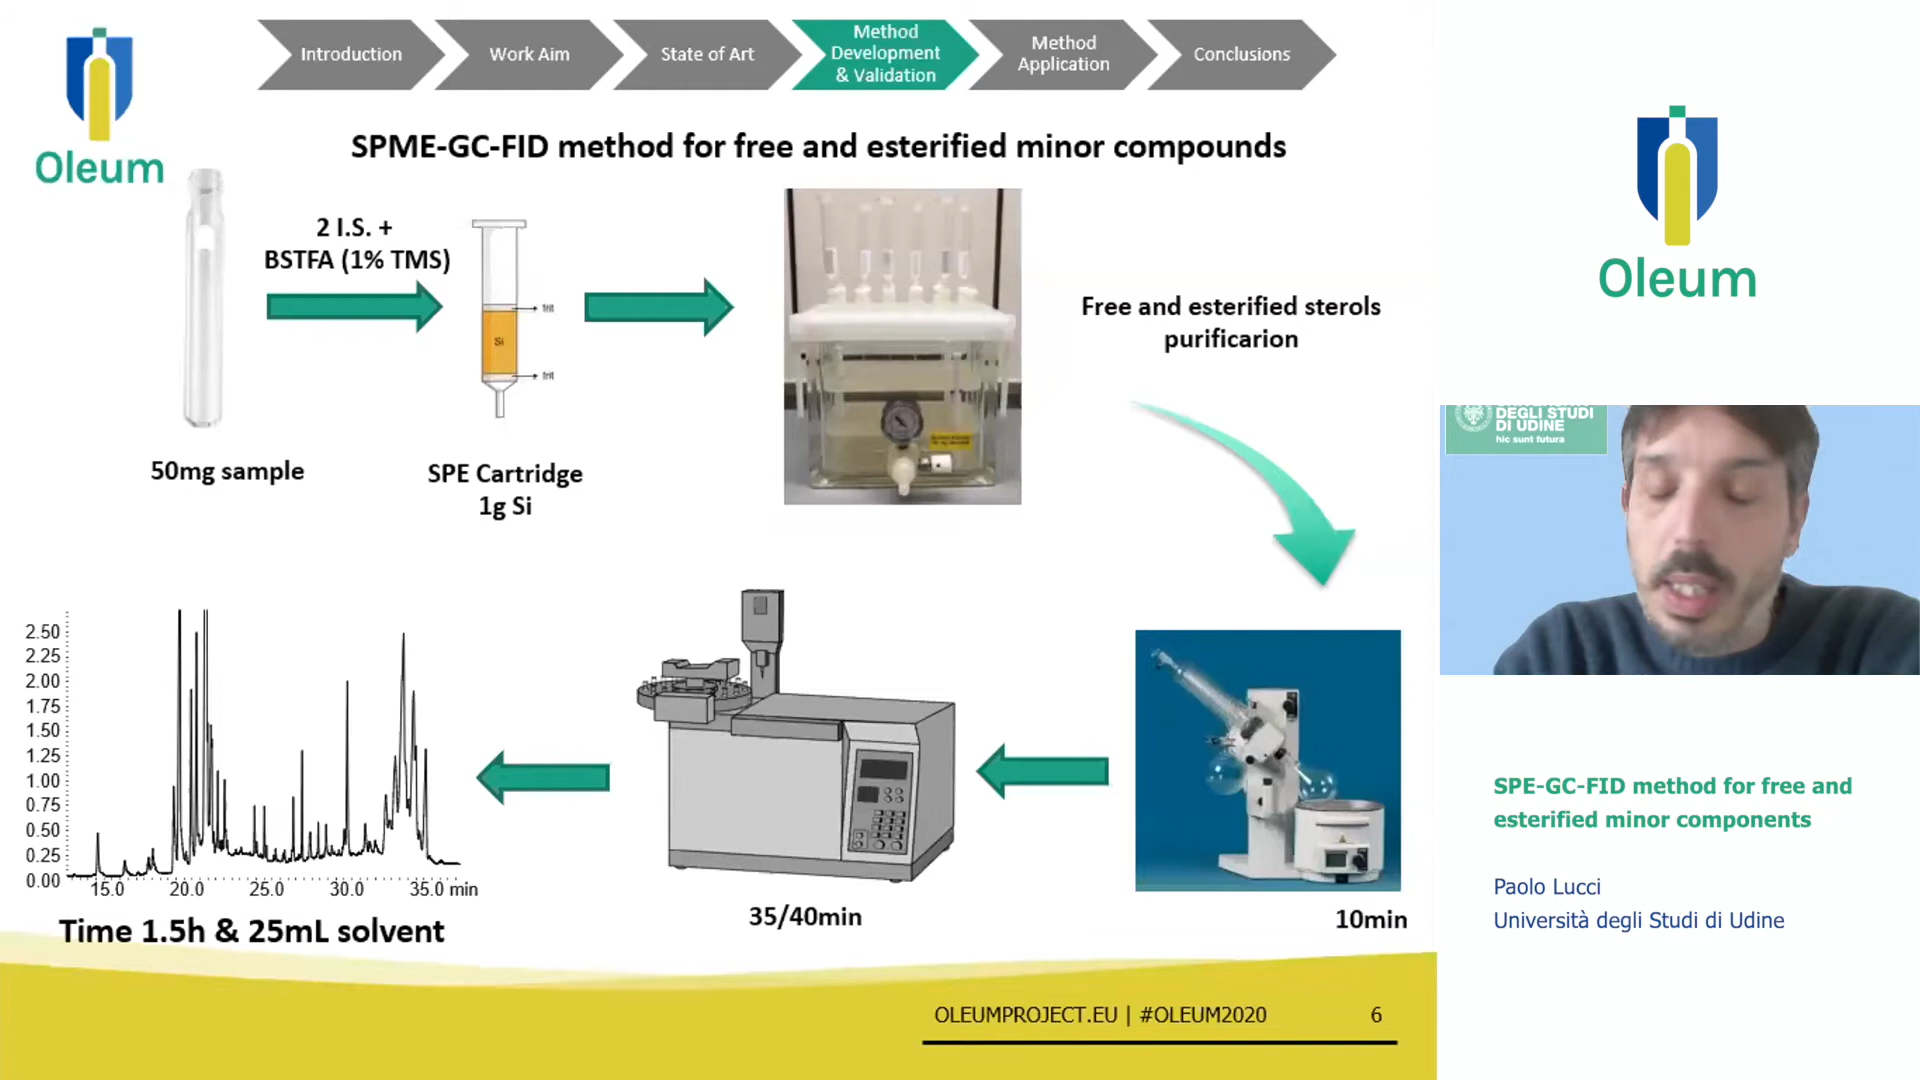 Introduction
Work Aim
State of Art
Method
Development
& Validation
Method
Application
Conclusions
Oleum
SPME-GC-FID method for free and esterified minor compounds
2 I.S. +
BSTFA (1% TMS)
frit
Si
frit
50mg sample
SPE Cartridge
1g Si
Free and esterified sterols
purificarion
2.50
2.25
2.00
1.75
1.50
1.25
1.00
0.75
0.50
0.25
0.00
15.0 20.0 25.0 30.0 35.0 min
Time 1.5h & 25mL solvent
35/40min
10min
OLEUMPROJECT.EU | #OLEUM2020 6
Oleum
DEGLI STUDI
DI UDINE
hic sunt futura
SPE-GC-FID method for free and
esterified minor components
Paolo Lucci
Università degli Studi di Udine